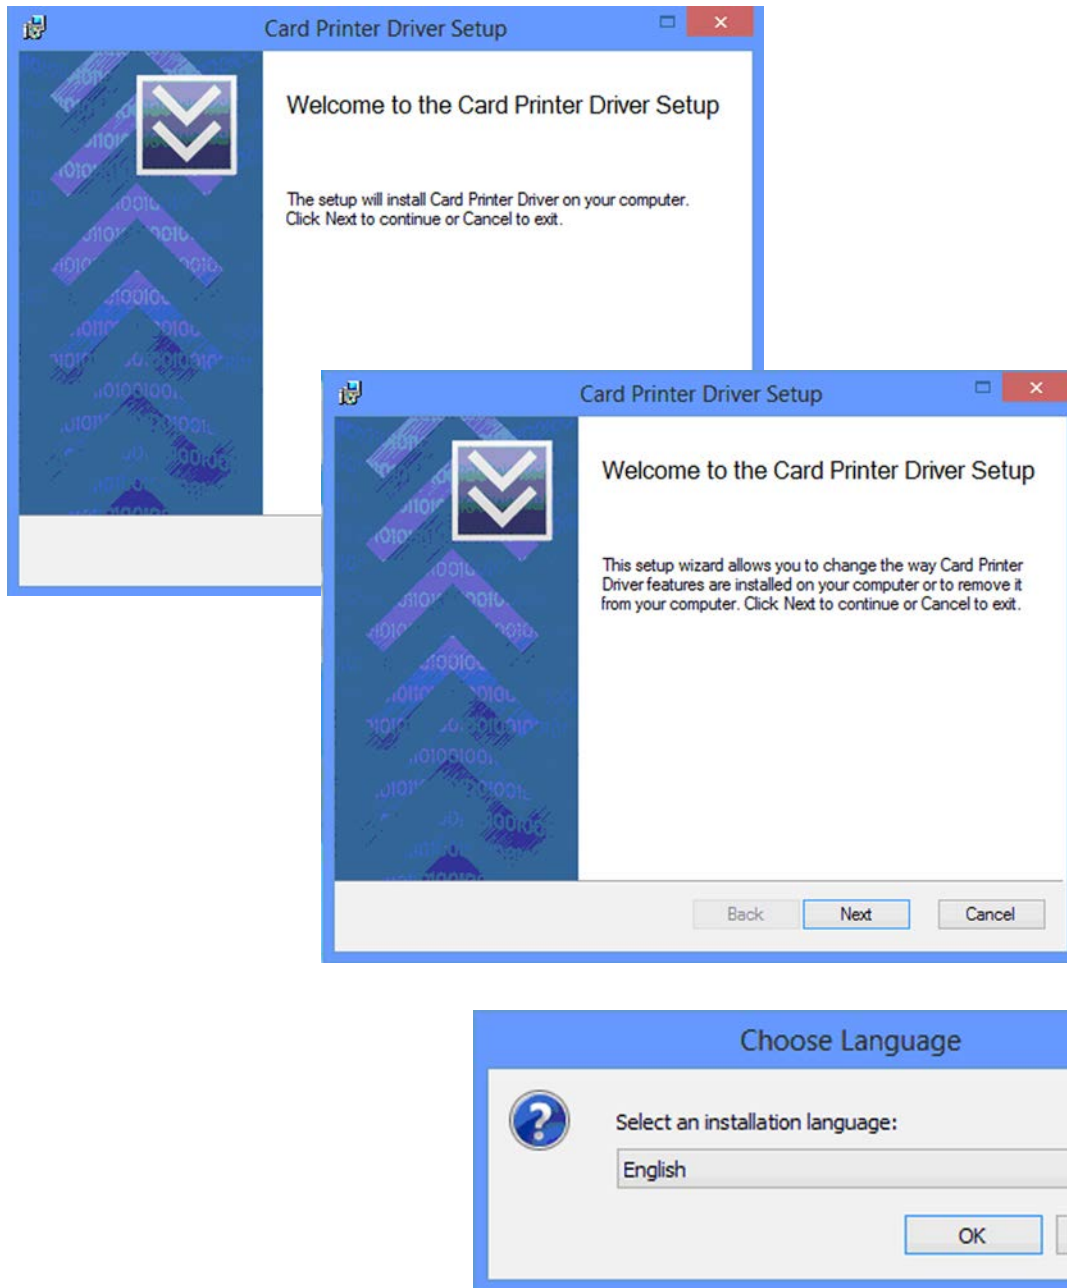 Card Printer Driver Setup
Welcome to the Card Printer Driver Setup
The setup will install Card Printer Driver on your computer.
Click Next to continue or Cancel to exit.
Card Printer Driver Setup
Welcome to the Card Printer Driver Setup
This setup wizard allows you to change the way Card Printer
Driver features are installed on your computer or to remove it
from your computer. Click Next to continue or Cancel to exit.
Back Next Cancel
Choose Language
Select an installation language:
English
OK